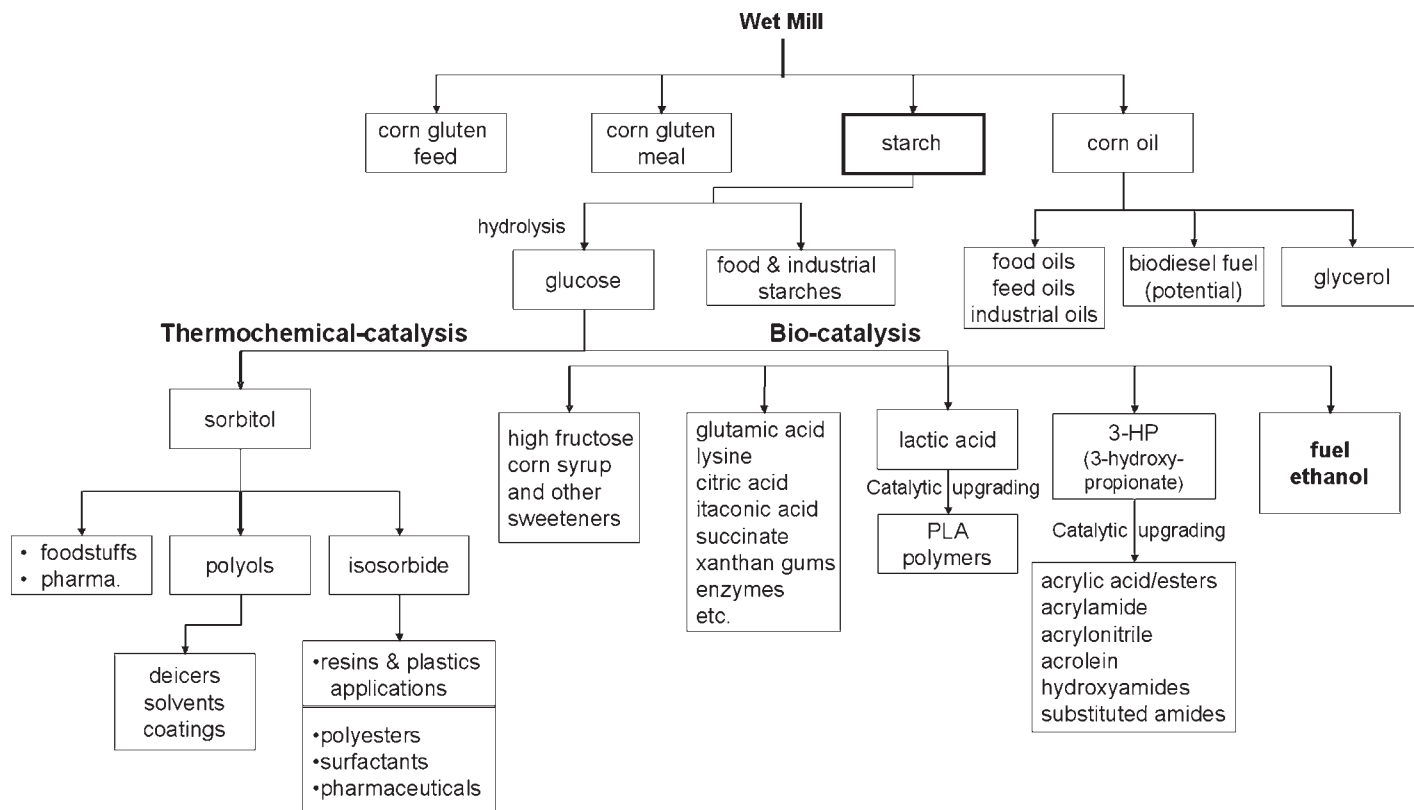 Wet Mill
corn gluten
feed
corn gluten
meal
starch
corn oil
hydrolysis
glucose
food & industrial
starches
food oils
feed oils
industrial oils
biodiesel fuel
(potential)
glycerol
Thermochemical-catalysis
Bio-catalysis
sorbitol
high fructose
corn syrup
and other
sweeteners
glutamic acid
lysine
citric acid
itaconic acid
succinate
xanthan gums
enzymes
etc.
lactic acid
Catalytic upgrading
PLA
polymers
3-HP
(3-hydroxy-
propionate)
Catalytic upgrading
acrylic acid/esters
acrylamide
acrylonitrile
acrolein
hydroxyamides
substituted amides
fuel
ethanol
• foodstuffs
• pharma.
polyols
isosorbide
deicers
solvents
coatings
•resins & plastics
applications
•polyesters
•surfactants
•pharmaceuticals